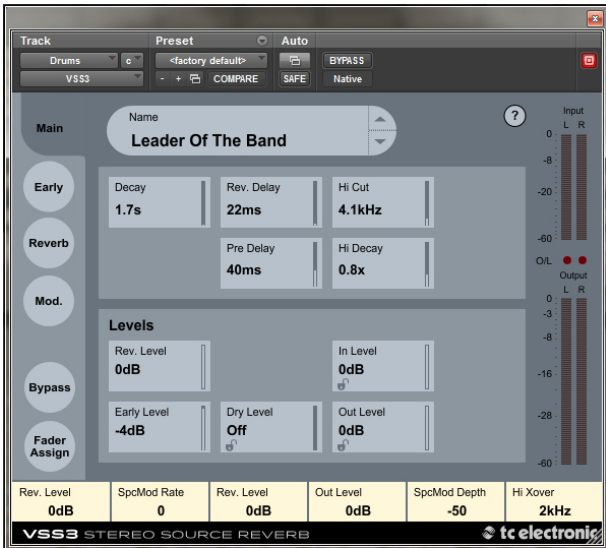 Track Preset Auto
Drums c <factory default> BYPASS
VSS3 - + COMPARE SAFE Native
Main
Name
Leader Of The Band
?
Input
L R
0
-8
-20
-60
O/L
Early
Reverb
Mod.
Bypass
Fader
Assign
Decay
1.7s
Rev. Delay
22ms
Hi Cut
4.1kHz
Pre Delay
40ms
Hi Decay
0.8x
Levels
Rev. Level
0dB
In Level
0dB
Early Level
-4dB
Dry Level
Off
Out Level
0dB
Output
L R
0
-3
-8
-16
-28
-60
Rev. Level SpcMod Rate Rev. Level Out Level SpcMod Depth Hi Xover
0dB 0 0dB 0dB -50 2kHz
VSS3 STEREO SOURCE REVERB tc electronic